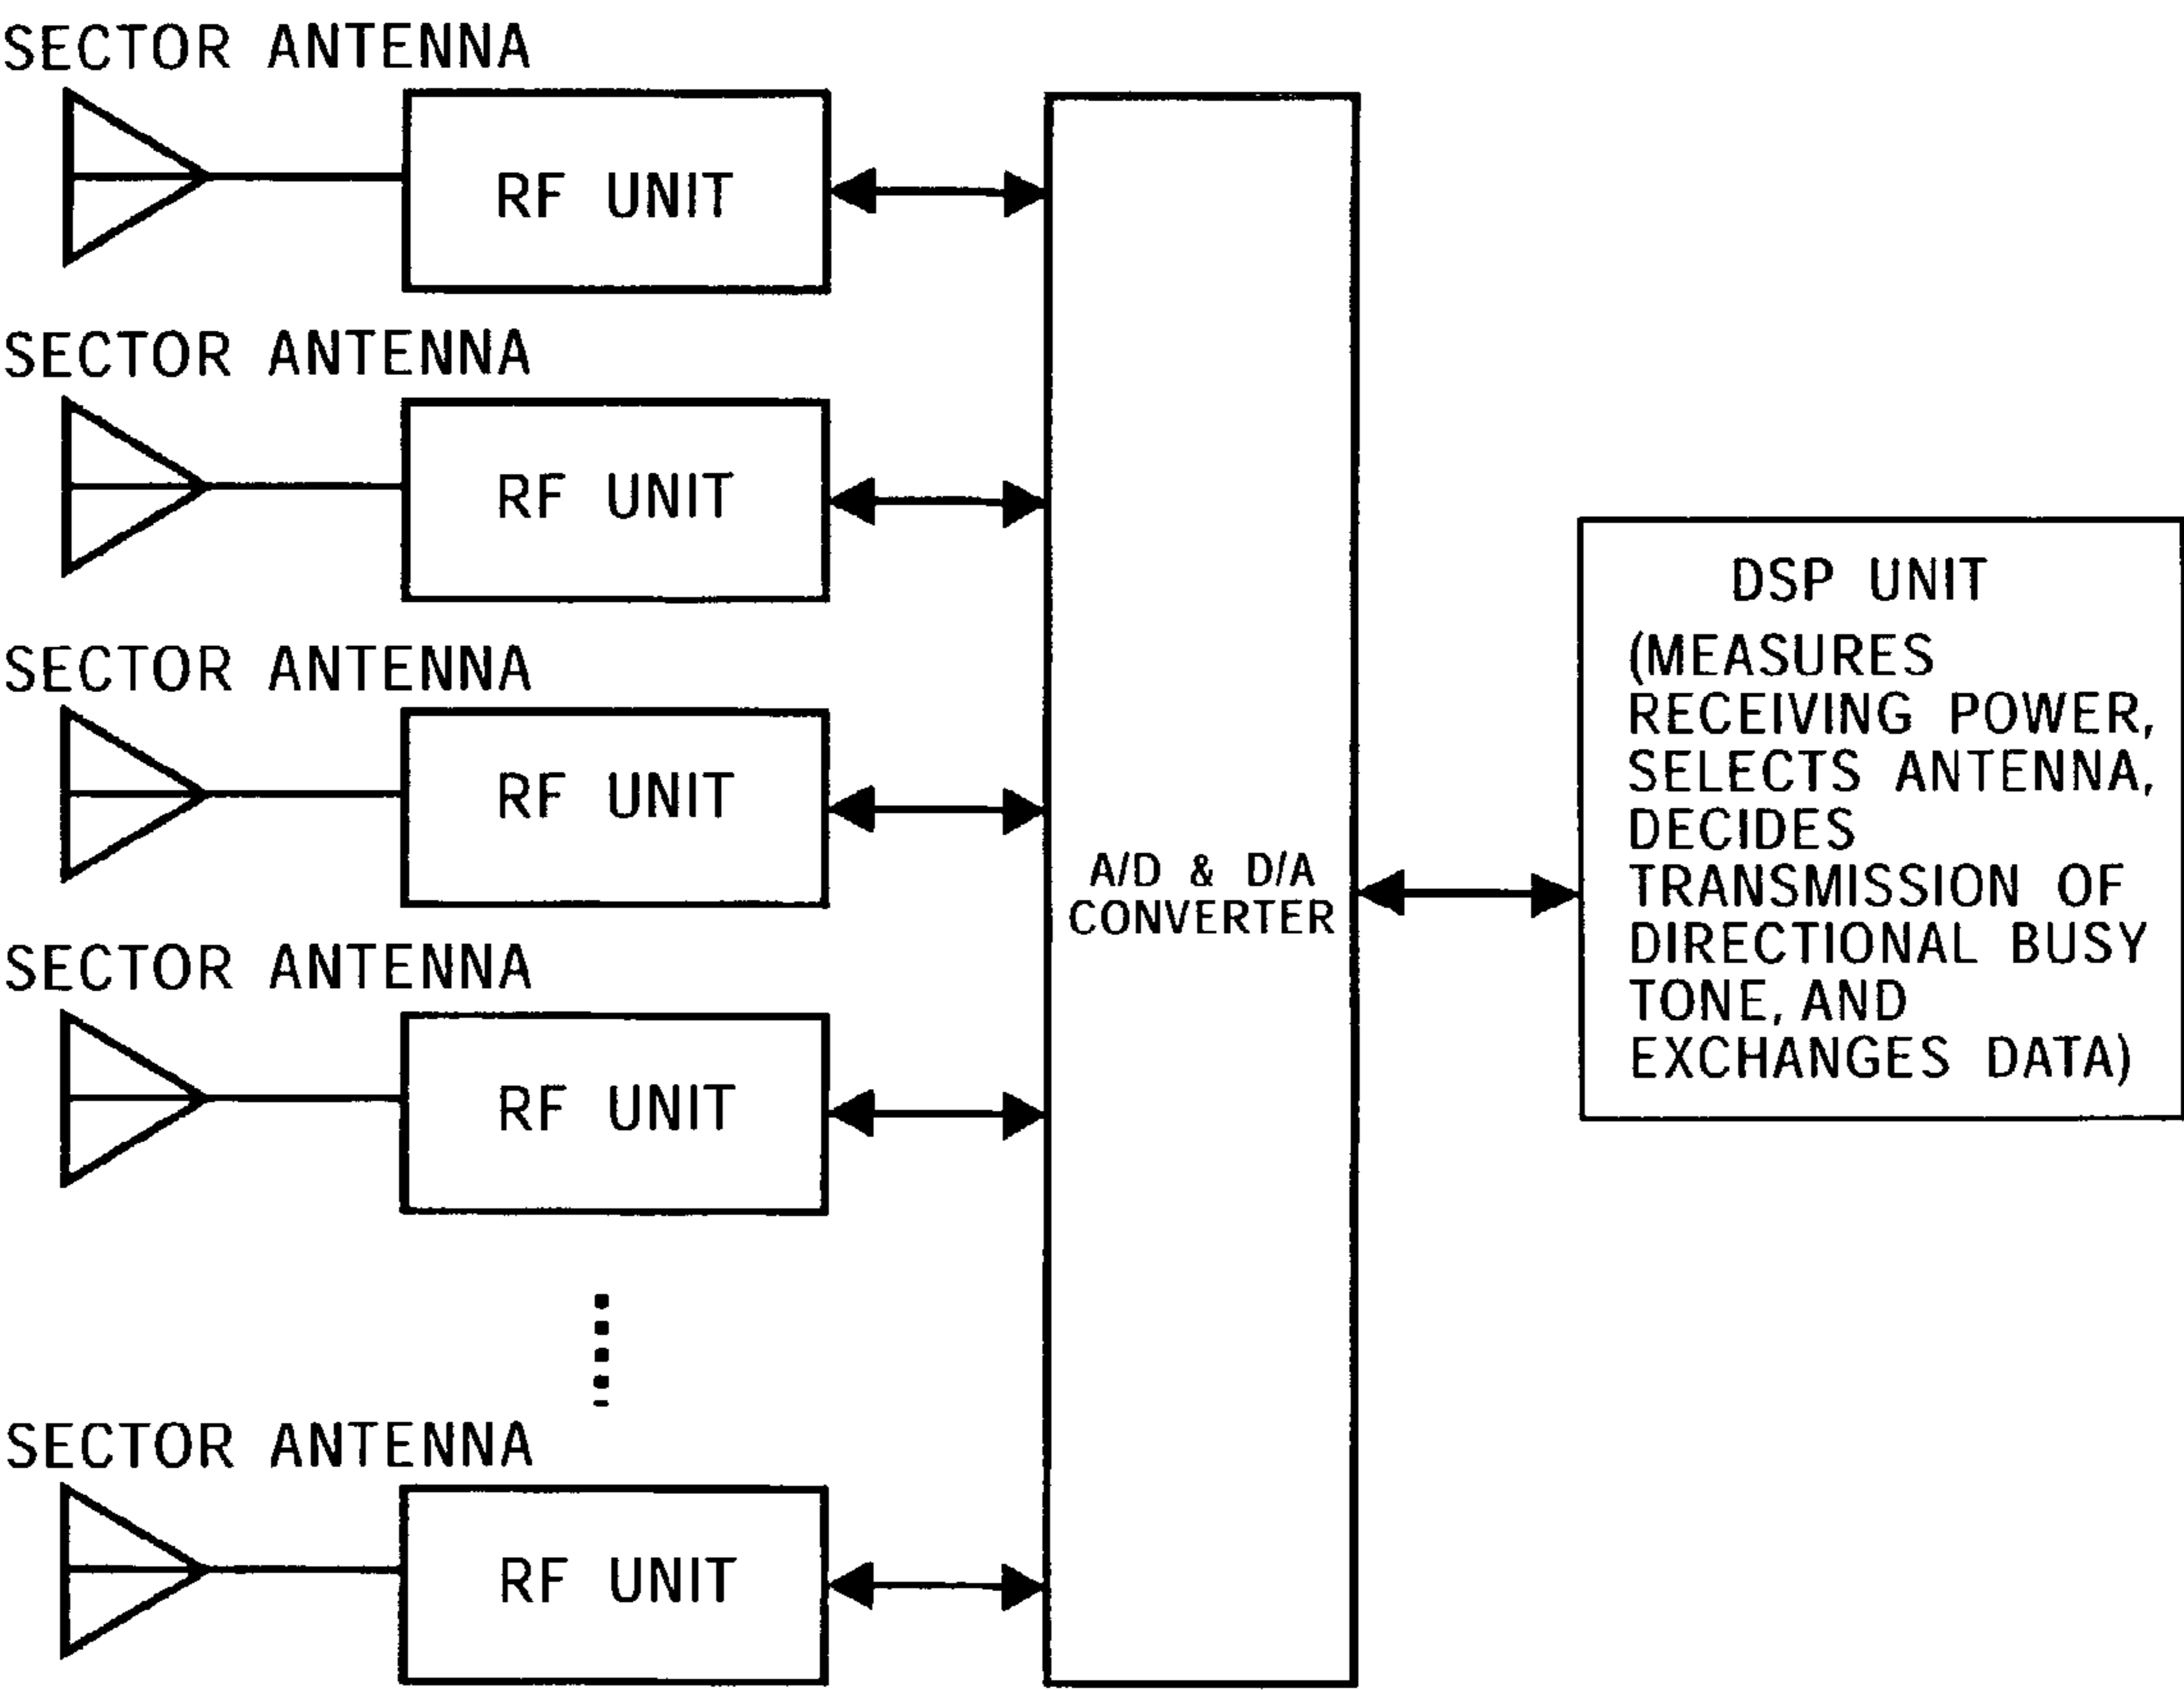 SECTOR ANTENNA
RF UNIT
SECTOR ANTENNA
RF UNIT
SECTOR ANTENNA
RF UNIT
SECTOR ANTENNA
RF UNIT
SECTOR ANTENNA
RF UNIT
A/D & D/A
CONVERTER
DSP UNIT
(MEASURES
RECEIVING POWER,
SELECTS ANTENNA,
DECIDES
TRANSMISSION OF
DIRECTIONAL BUSY
TONE, AND
EXCHANGES DATA)